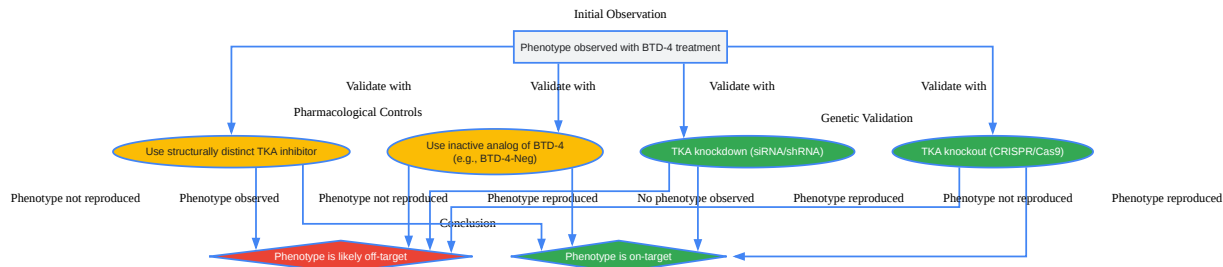 Initial Observation
Phenotype observed with BTD-4 treatment
Validate with
Validate with
Validate with
Validate with
Pharmacological Controls
Genetic Validation
Use structurally distinct TKA inhibitor
Use inactive analog of BTD-4
(e.g., BTD-4-Neg)
TKA knockdown (siRNA/shRNA)
TKA knockout (CRISPR/Cas9)
Phenotype not reproduced
Phenotype observed
Phenotype not reproduced
Phenotype reproduced
No phenotype observed
Phenotype reproduced
Phenotype not reproduced
Phenotype reproduced
Conclusion
Phenotype is likely off-target
Phenotype is on-target